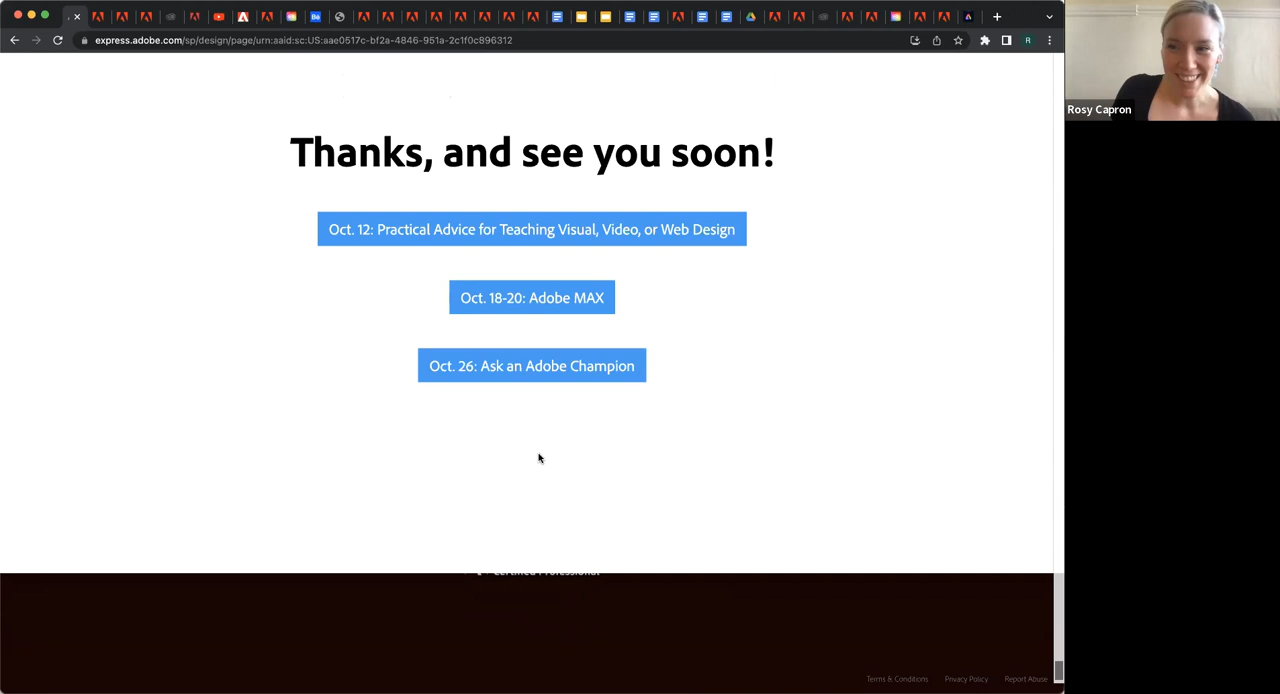 express.adobe.com/sp/design/page/urn:aaid:sc:US:aae0517c-bf2a-4846-951a-2c1f0c896312
R
Rosy Capron
Thanks, and see you soon!
Oct. 12: Practical Advice for Teaching Visual, Video, or Web Design
Oct. 18-20: Adobe MAX
Oct. 26: Ask an Adobe Champion
Certified Professional
Terms & Conditions Privacy Policy Report Abuse